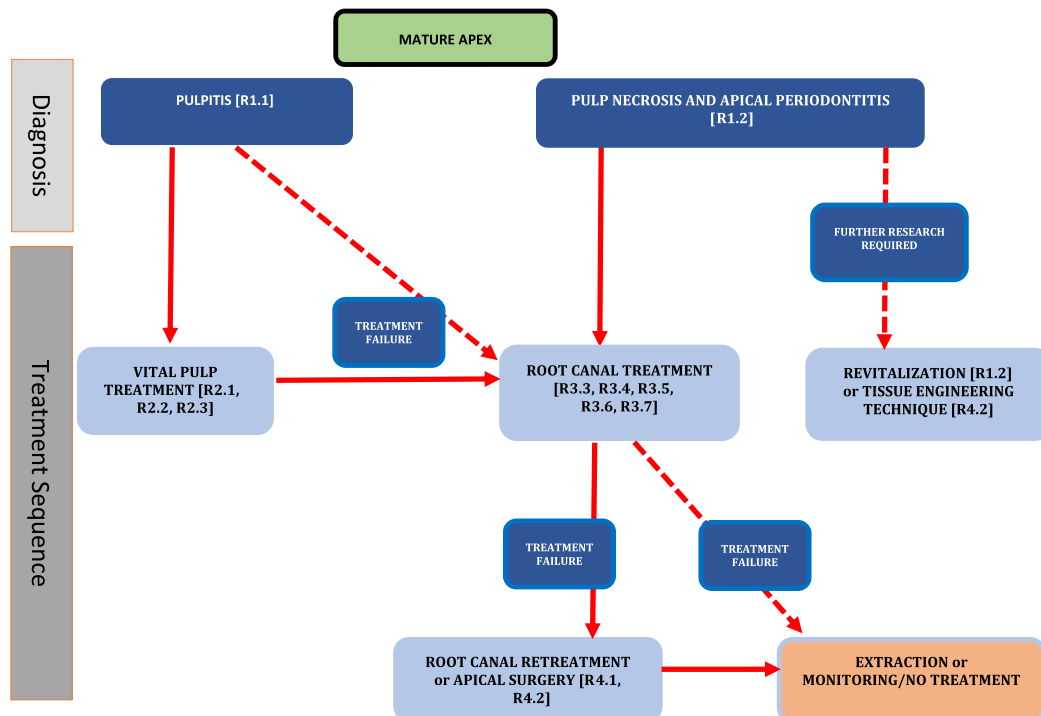 MATURE APEX
Diagnosis
PULPITIS [R1.1]
PULP NECROSIS AND APICAL PERIODONTITIS
[R1.2]
FURTHER RESEARCH
REQUIRED
Treatment Sequence
TREATMENT
FAILURE
VITAL PULP
TREATMENT [R2.1,
R2.2, R2.3]
ROOT CANAL TREATMENT
[R3.3, R3.4, R3.5,
R3.6, R3.7]
REVITALIZATION [R1.2]
or TISSUE ENGINEERING
TECHNIQUE [R4.2]
TREATMENT
FAILURE
TREATMENT
FAILURE
ROOT CANAL RETREATMENT
or APICAL SURGERY [R4.1,
R4.2]
EXTRACTION or
MONITORING/NO TREATMENT